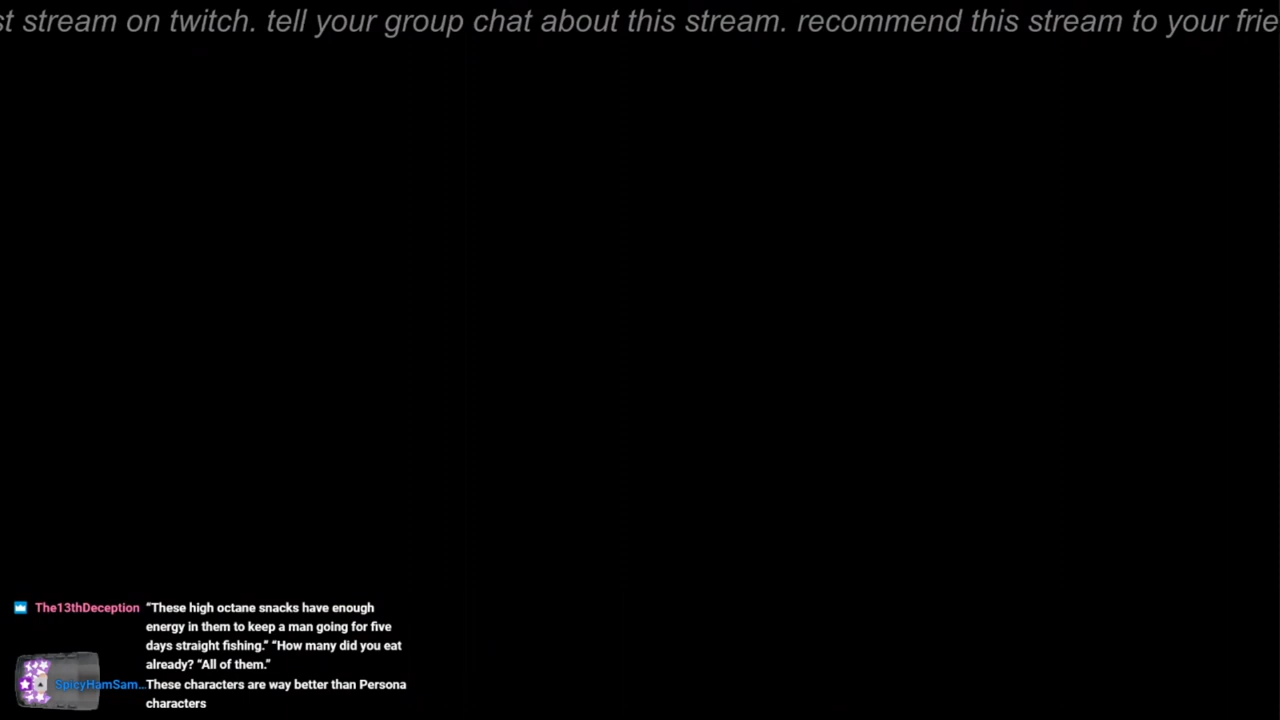 st stream on twitch. tell your group chat about this stream. recommend this stream to your frie
The13thDeception “These high octane snacks have enough
energy in them to keep a man going for five
days straight fishing.” “How many did you eat
already? “All of them.”
SpicyHamSam... These characters are way better than Persona
characters